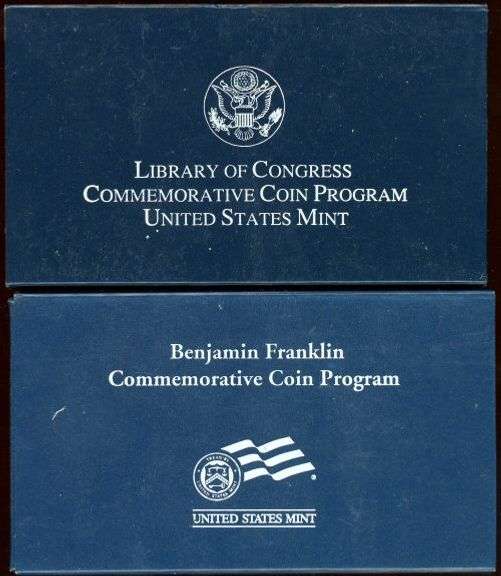 LIBRARY OF CONGRESS
COMMEMORATIVE COIN PROGRAM
UNITED STATES MINT
Benjamin Franklin
Commemorative Coin Program
®
UNITED STATES MINT